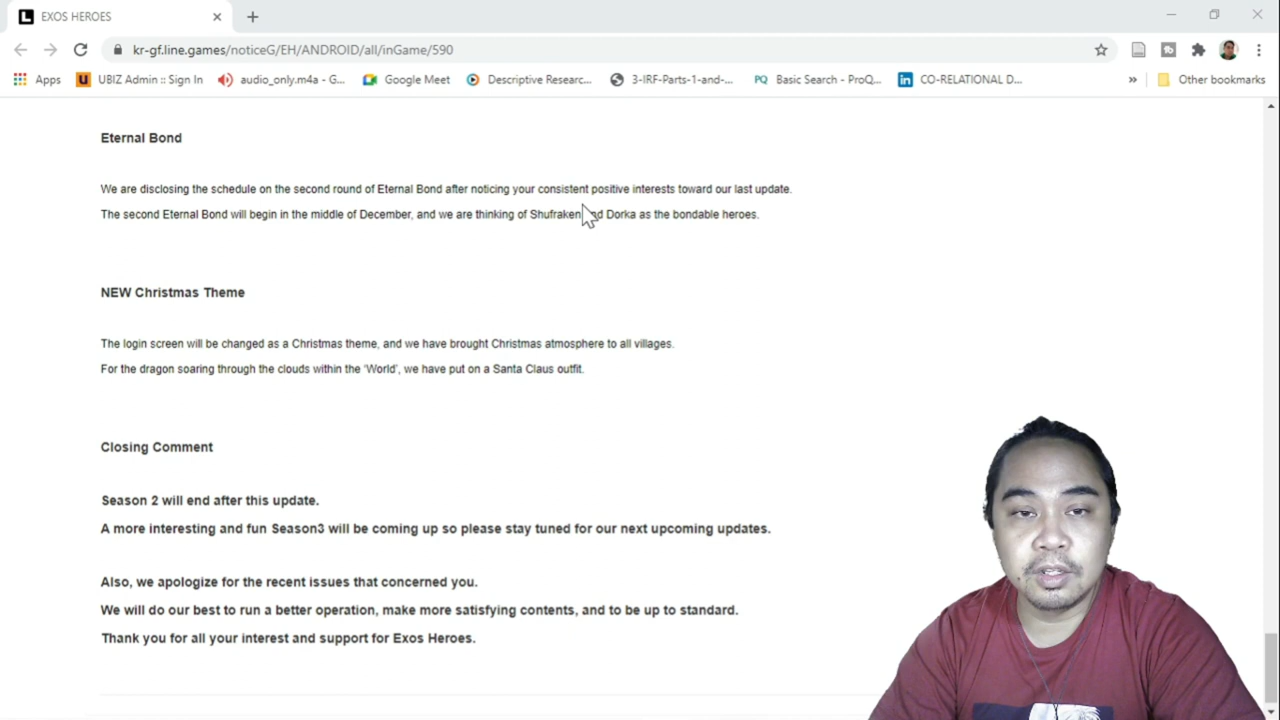 EXOS HEROES
kr-gf.line.games/noticeG/EH/ANDROID/all/inGame/590
Apps UBIZ Admin :: Sign In audio_only.m4a - G... Google Meet Descriptive Researc... 3-IRF-Parts-1-and-... PQ Basic Search - ProQ... in CO-RELATIONAL D... » Other bookmarks
Eternal Bond
We are disclosing the schedule on the second round of Eternal Bond after noticing your consistent positive interests toward our last update.
The second Eternal Bond will begin in the middle of December, and we are thinking of Shufraken and Dorka as the bondable heroes.
NEW Christmas Theme
The login screen will be changed as a Christmas theme, and we have brought Christmas atmosphere to all villages.
For the dragon soaring through the clouds within the ‘World’, we have put on a Santa Claus outfit.
Closing Comment
Season 2 will end after this update.
A more interesting and fun Season3 will be coming up so please stay tuned for our next upcoming updates.
Also, we apologize for the recent issues that concerned you.
We will do our best to run a better operation, make more satisfying contents, and to be up to standard.
Thank you for all your interest and support for Exos Heroes.